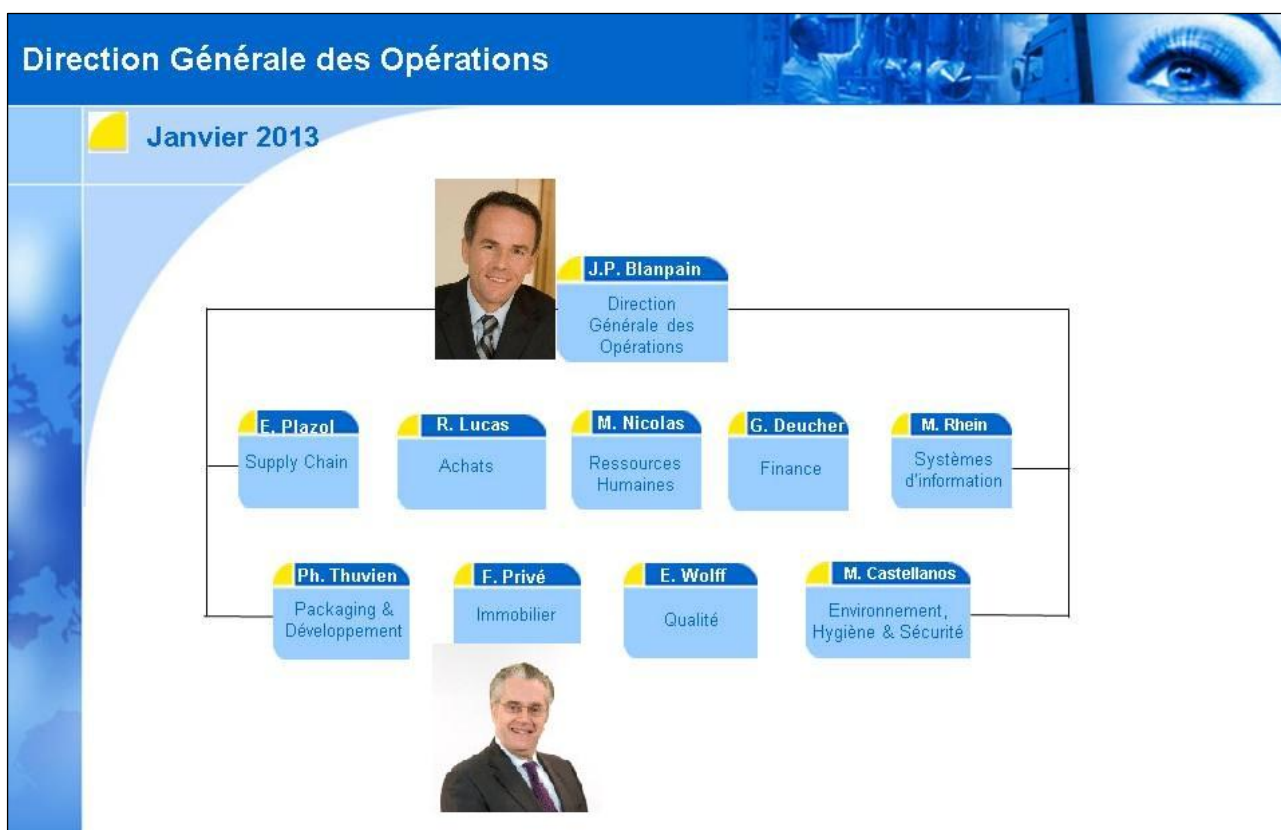 Direction Générale des Opérations
Janvier 2013
J.P. Blanpain
Direction
Générale des
Opérations
E. Plazol
Supply Chain
R. Lucas
Achats
M. Nicolas
Ressources
Humaines
G. Deucher
Finance
M. Rhein
Systèmes
d'information
Ph. Thuvien
Packaging &
Développement
F. Privé
Immobilier
E. Wolff
Qualité
M. Castellanos
Environnement,
Hygiène & Sécurité